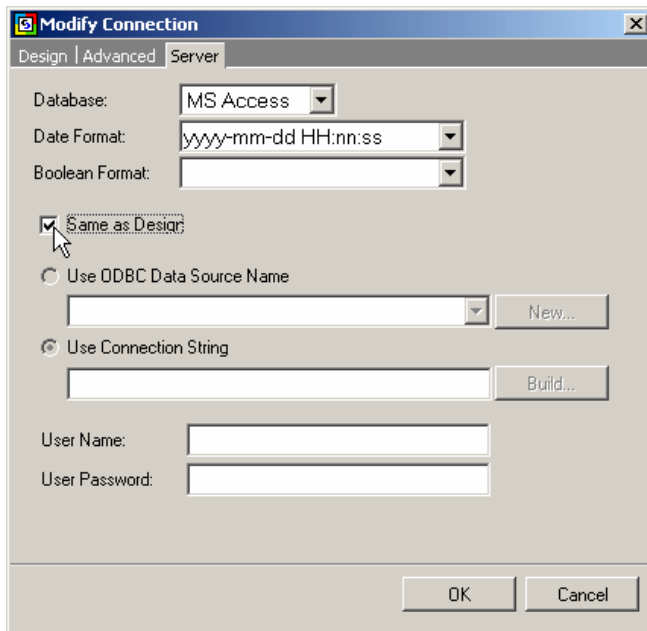 Modify Connection
Design Advanced Server
Database: MS Access
Date Format: yyyy-mm-dd HH:nn:ss
Boolean Format:
Same as Design
Use ODBC Data Source Name
New...
Use Connection String
Build...
User Name:
User Password:
OK Cancel